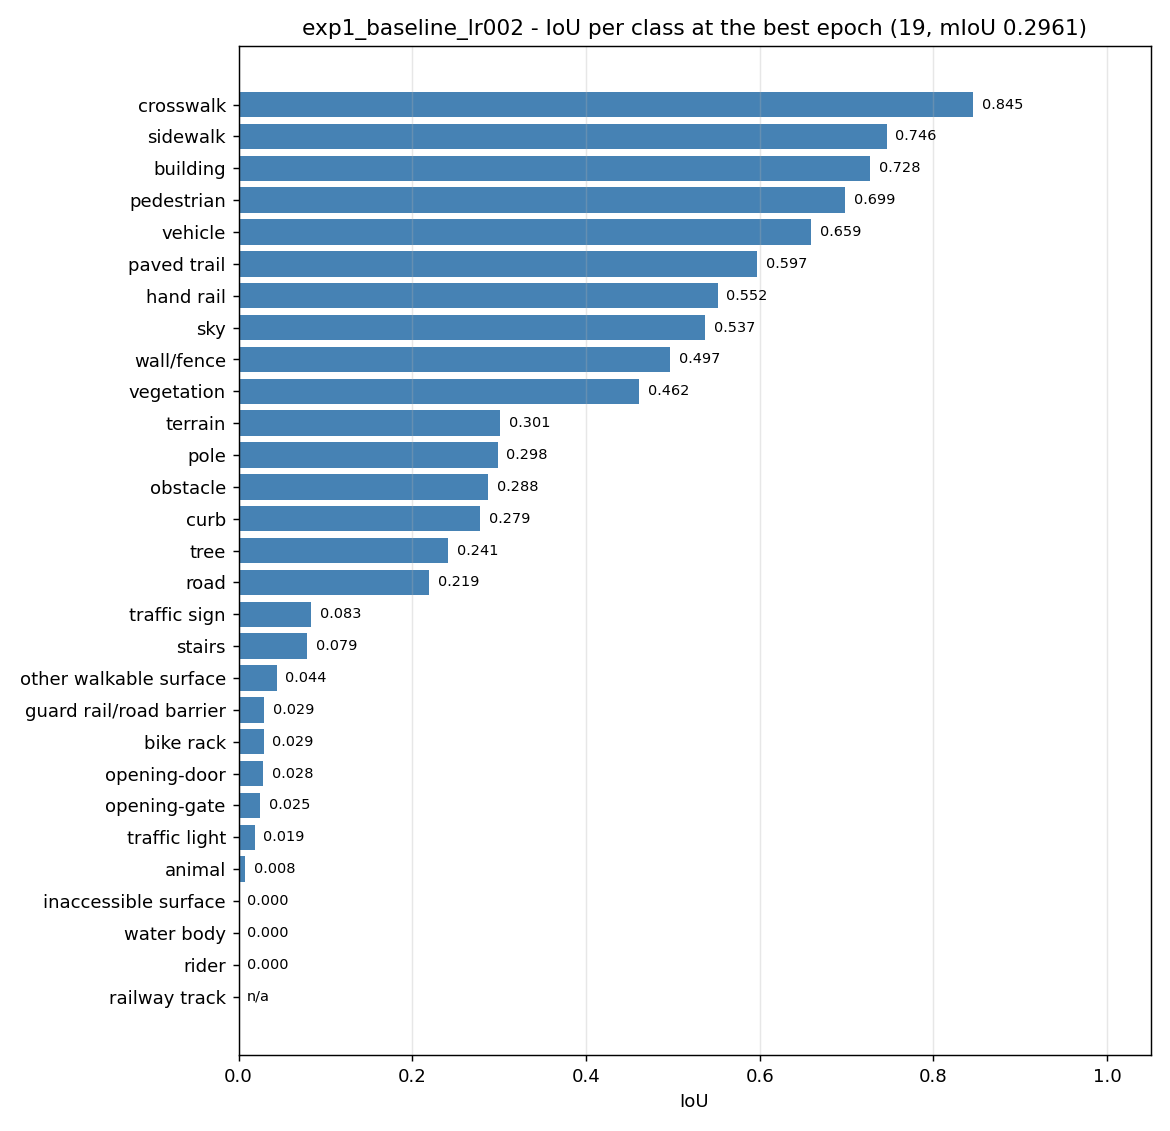 exp1_baseline_lr002 - IoU per class at the best epoch (19, mIoU 0.2961)
crosswalk 0.845
sidewalk 0.746
building 0.728
pedestrian 0.699
vehicle 0.659
paved trail 0.597
hand rail 0.552
sky 0.537
wall/fence 0.497
vegetation 0.462
terrain 0.301
pole 0.298
obstacle 0.288
curb 0.279
tree 0.241
road 0.219
traffic sign 0.083
stairs 0.079
other walkable surface 0.044
guard rail/road barrier 0.029
bike rack 0.029
opening-door 0.028
opening-gate 0.025
traffic light 0.019
animal 0.008
inaccessible surface 0.000
water body 0.000
rider 0.000
railway track n/a
0.0 0.2 0.4 0.6 0.8 1.0
IoU